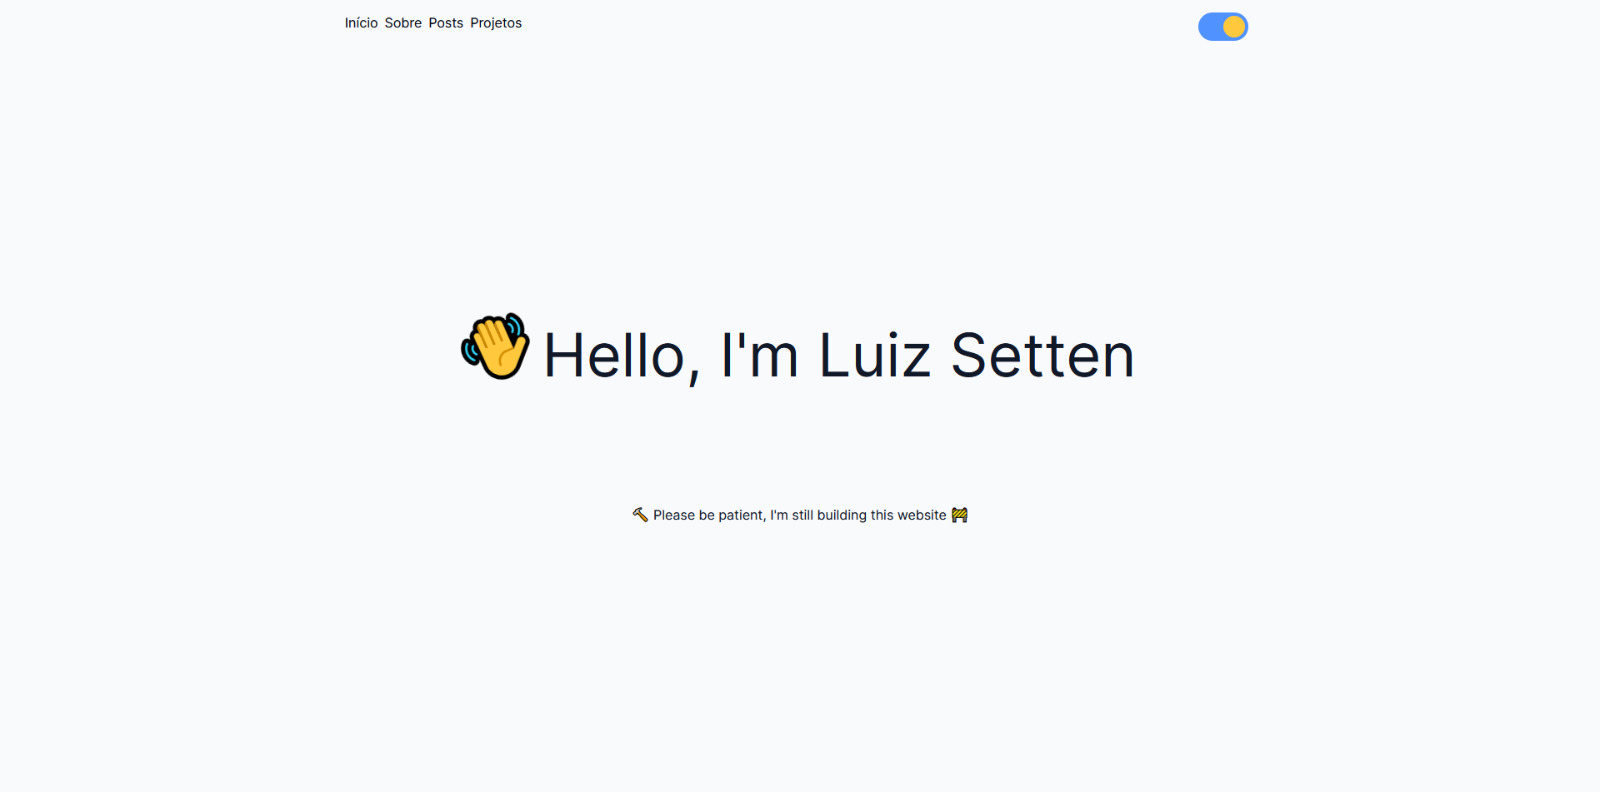 Início Sobre Posts Projetos
👋 Hello, I'm Luiz Setten
🔨 Please be patient, I'm still building this website 🚧